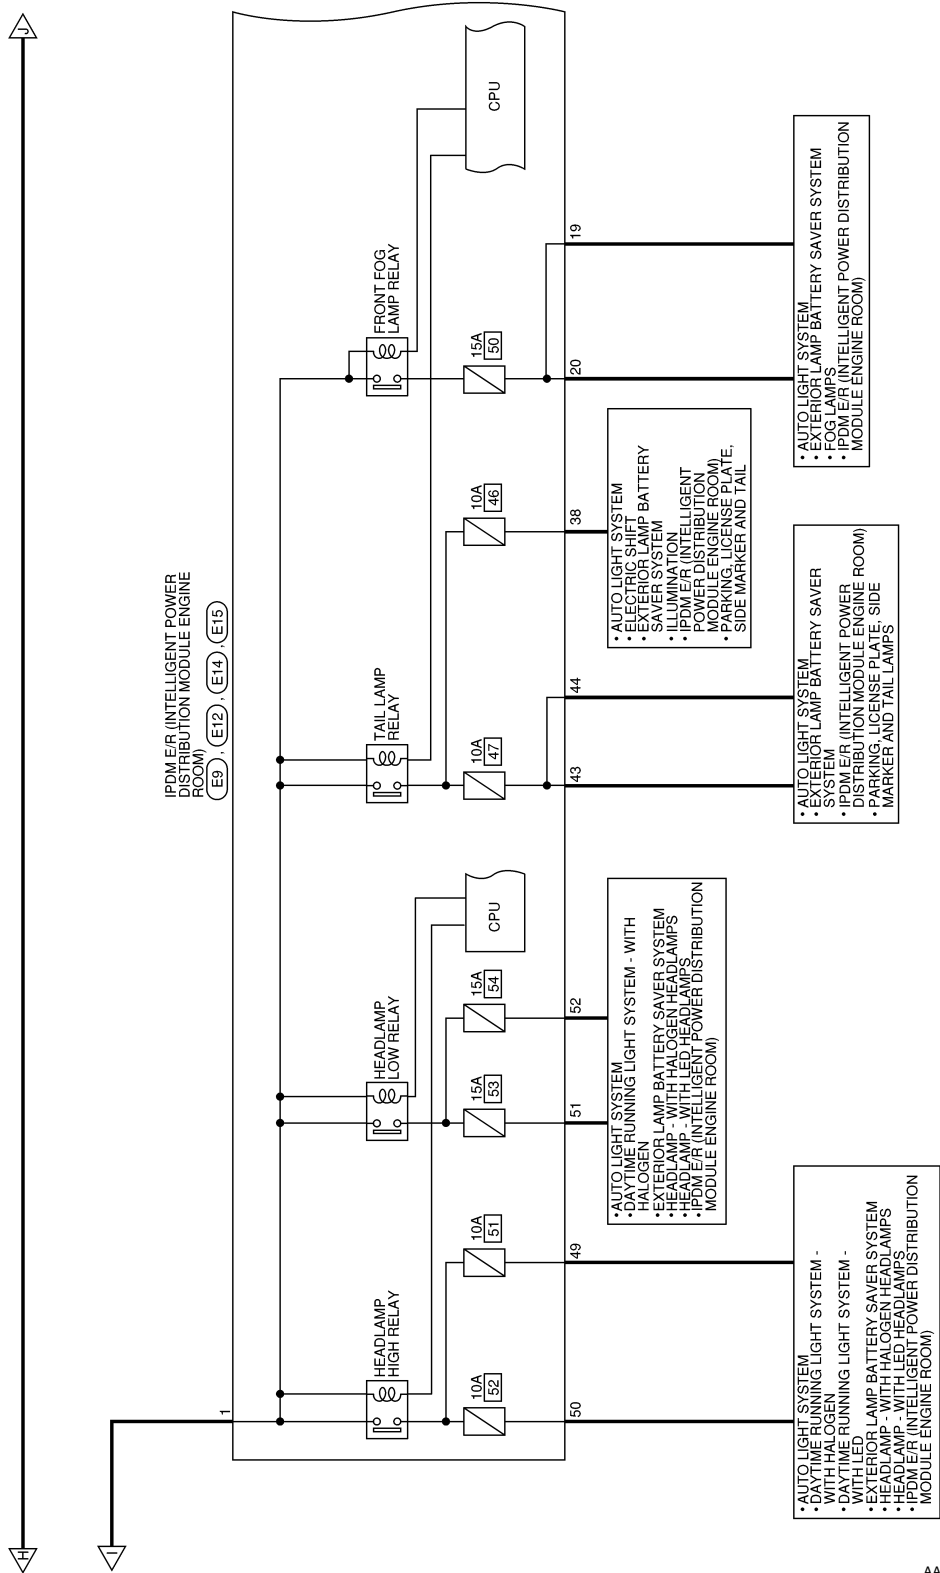 H
J
I
1
IPDM E/R (INTELLIGENT POWER
DISTRIBUTION MODULE ENGINE
ROOM)
E9 , E12 , E14 , E15
HEADLAMP
HIGH RELAY
HEADLAMP
LOW RELAY
TAIL LAMP
RELAY
FRONT FOG
LAMP RELAY
CPU
CPU
10A
52
10A
51
15A
53
15A
54
10A
47
10A
46
15A
50
50
49
51
52
43
44
38
20
19
• AUTO LIGHT SYSTEM
• DAYTIME RUNNING LIGHT SYSTEM -
WITH HALOGEN
• DAYTIME RUNNING LIGHT SYSTEM -
WITH LED
• EXTERIOR LAMP BATTERY SAVER SYSTEM
• HEADLAMP - WITH HALOGEN HEADLAMPS
• HEADLAMP - WITH LED HEADLAMPS
• IPDM E/R (INTELLIGENT POWER DISTRIBUTION
MODULE ENGINE ROOM)
• AUTO LIGHT SYSTEM
• DAYTIME RUNNING LIGHT SYSTEM - WITH
HALOGEN
• EXTERIOR LAMP BATTERY SAVER SYSTEM
• HEADLAMP - WITH HALOGEN HEADLAMPS
• HEADLAMP - WITH LED HEADLAMPS
• IPDM E/R (INTELLIGENT POWER DISTRIBUTION
MODULE ENGINE ROOM)
• AUTO LIGHT SYSTEM
• EXTERIOR LAMP BATTERY SAVER
SYSTEM
• IPDM E/R (INTELLIGENT POWER
DISTRIBUTION MODULE ENGINE ROOM)
• PARKING, LICENSE PLATE, SIDE
MARKER AND TAIL LAMPS
• AUTO LIGHT SYSTEM
• ELECTRIC SHIFT
• EXTERIOR LAMP BATTERY
SAVER SYSTEM
• ILLUMINATION
• IPDM E/R (INTELLIGENT
POWER DISTRIBUTION
MODULE ENGINE ROOM)
• PARKING, LICENSE PLATE,
SIDE MARKER AND TAIL
• AUTO LIGHT SYSTEM
• EXTERIOR LAMP BATTERY SAVER SYSTEM
• FOG LAMPS
• IPDM E/R (INTELLIGENT POWER DISTRIBUTION
MODULE ENGINE ROOM)